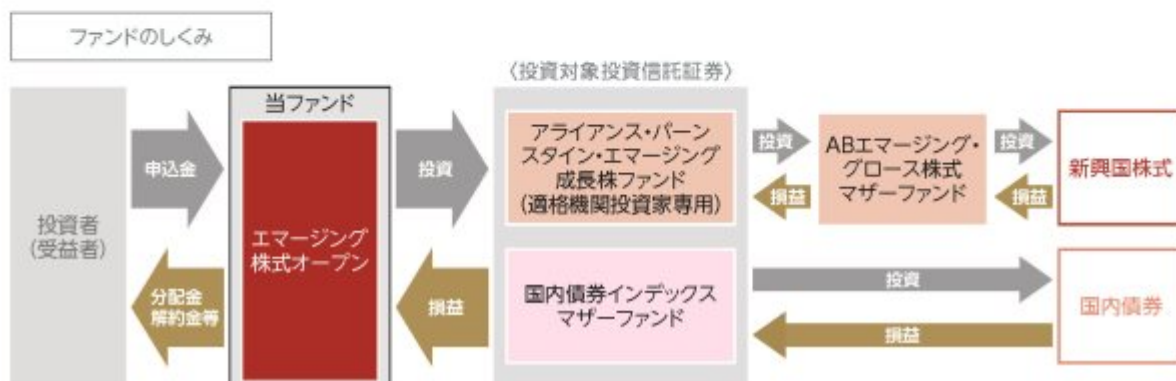 ファンドのしくみ
〈投資対象投資信託証券〉
投資者
(受益者)
申込金
分配金
解約金等
当ファンド
エマージング
株式オープン
投資
損益
アライアンス・バーン
スタイン・エマージング
成長株ファンド
(適格機関投資家専用)
国内債券インデックス
マザーファンド
投資
損益
ABエマージング・
グロース株式
マザーファンド
投資
損益
新興国株式
投資
損益
国内債券